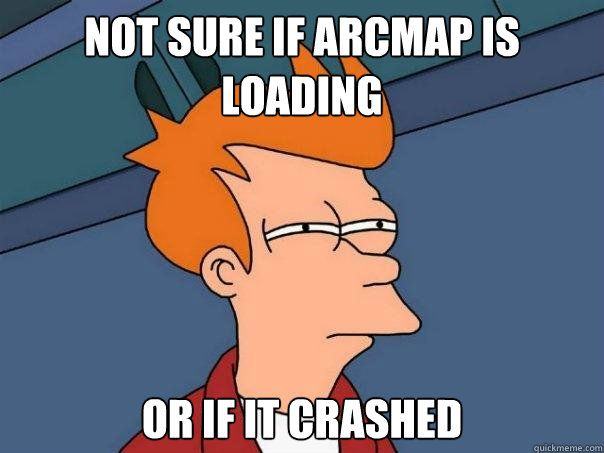 NOT SURE IF ARCMAP IS
LOADING
OR IF IT CRASHED
quickmeme.com